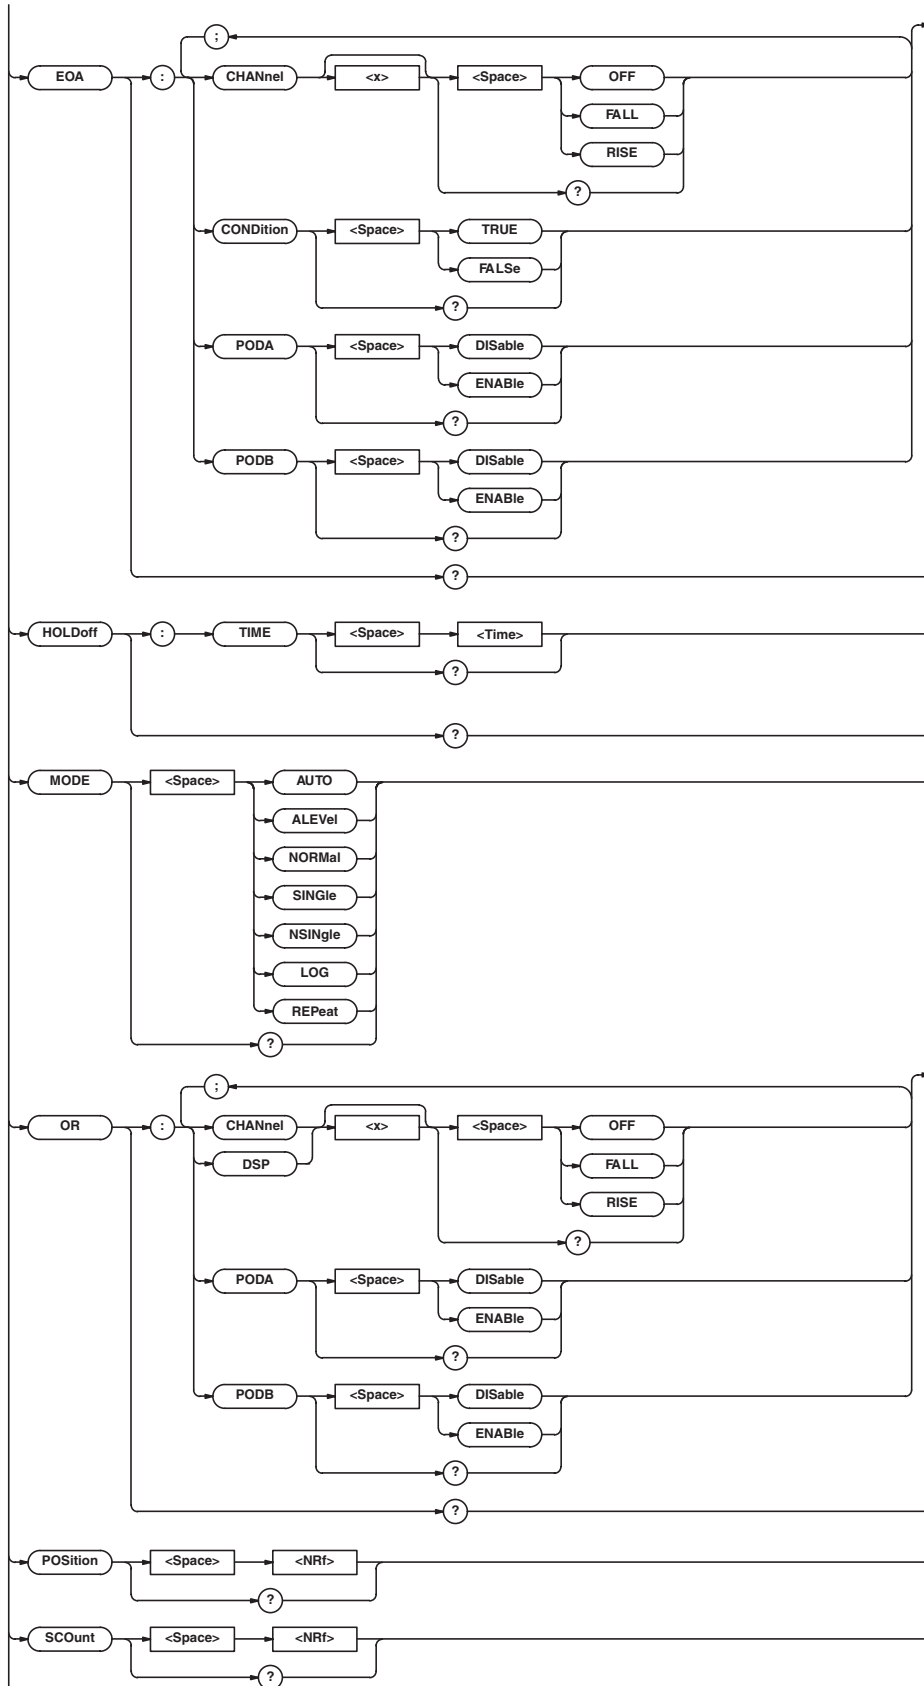 ;
EOA : CHANnel <x> <Space> OFF
FALL
RISE
?
CONDition <Space> TRUE
FALSe
?
PODA <Space> DISable
ENABle
?
PODB <Space> DISable
ENABle
?
?
HOLDoff : TIME <Space> <Time>
?
?
MODE <Space> AUTO
ALEVel
NORMal
SINGle
NSINgle
LOG
REPeat
?
;
OR : CHANnel <x> <Space> OFF
DSP FALL
RISE
?
PODA <Space> DISable
ENABle
?
PODB <Space> DISable
ENABle
?
?
POSition <Space> <NRf>
?
SCOunt <Space> <NRf>
?